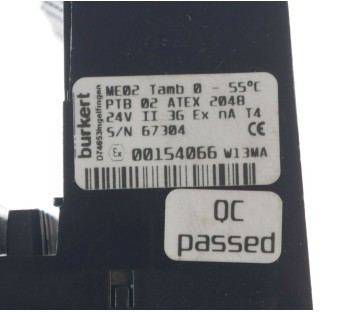 burkert
D74653Ingelfingen
ME02 Tamb 0 - 55°C
PTB 02 ATEX 2048
24V II 3G Ex nA T4
S/N 67304 CE
Ex 00154066 W13MA
QC
passed